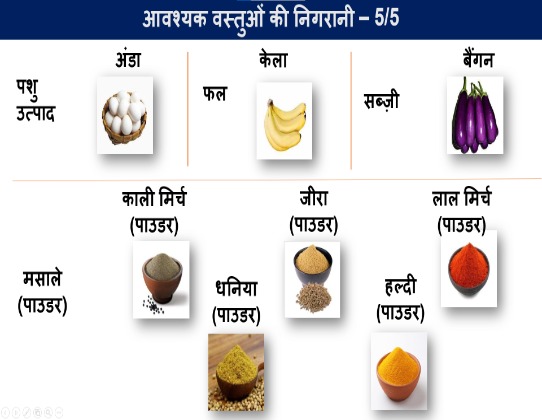 आवश्यक वस्तुओं की निगरानी – 5/5
पशु
उत्पाद
अंडा
फल
केला
सब्ज़ी
बैंगन
मसाले
(पाउडर)
काली मिर्च
(पाउडर)
धनिया
(पाउडर)
जीरा
(पाउडर)
हल्दी
(पाउडर)
लाल मिर्च
(पाउडर)